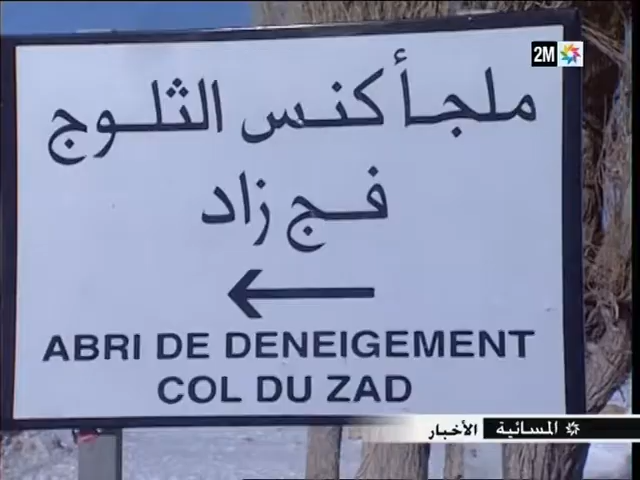 2M
ملجأ كنس الثلوج
فج زاد
ABRI DE DENEIGEMENT
COL DU ZAD
المسائية الأخبار